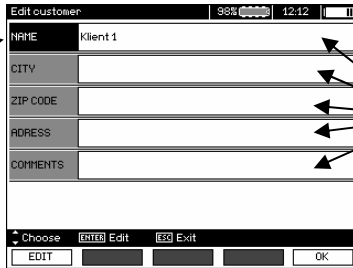 Edit customer 98% 12:12
NAME Klient 1
CITY
ZIP CODE
ADRESS
COMMENTS
Choose ENTER Edit ESC Exit
EDIT OK